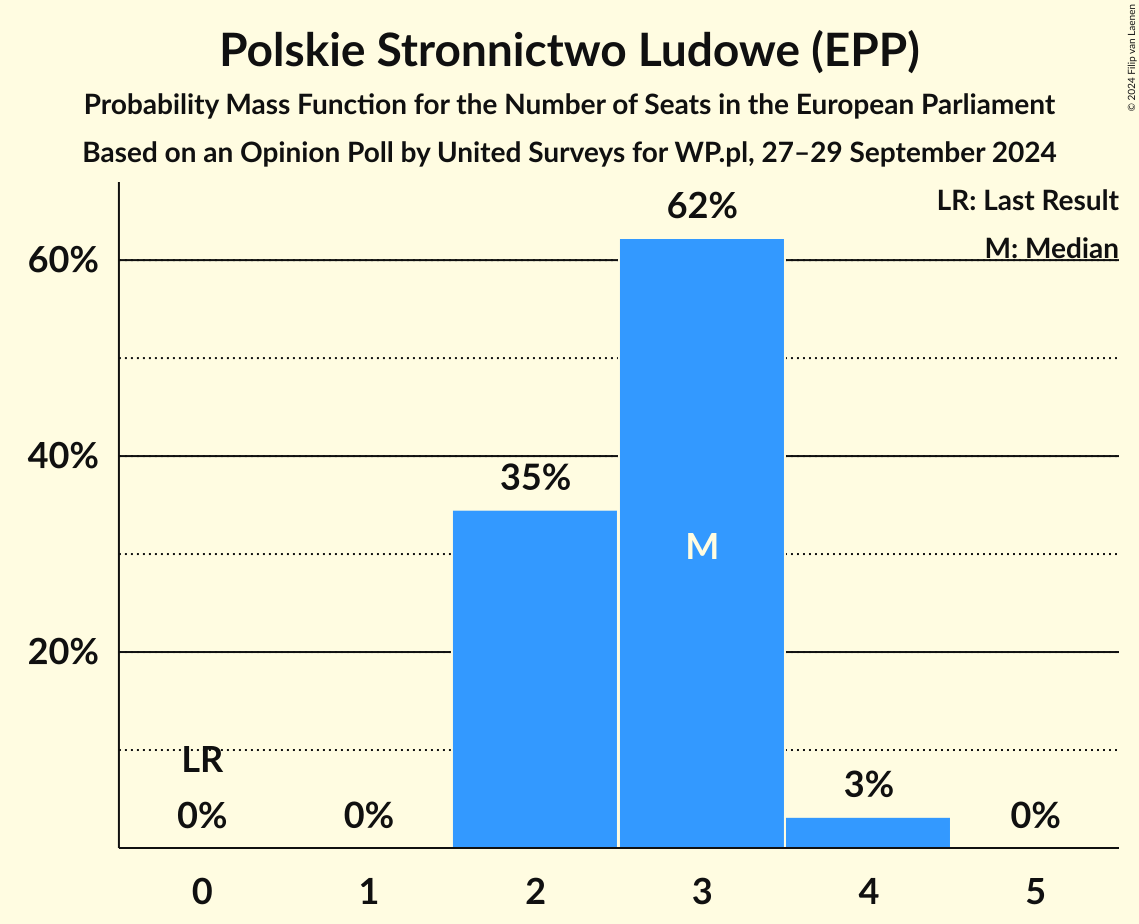 Polskie Stronnictwo Ludowe (EPP)
Probability Mass Function for the Number of Seats in the European Parliament
Based on an Opinion Poll by United Surveys for WP.pl, 27–29 September 2024
© 2024 Filip van Laenen
LR: Last Result
M: Median
62%
60%
40%
35%
M
20%
LR
3%
0%
0%
0%
0
1
2
3
4
5